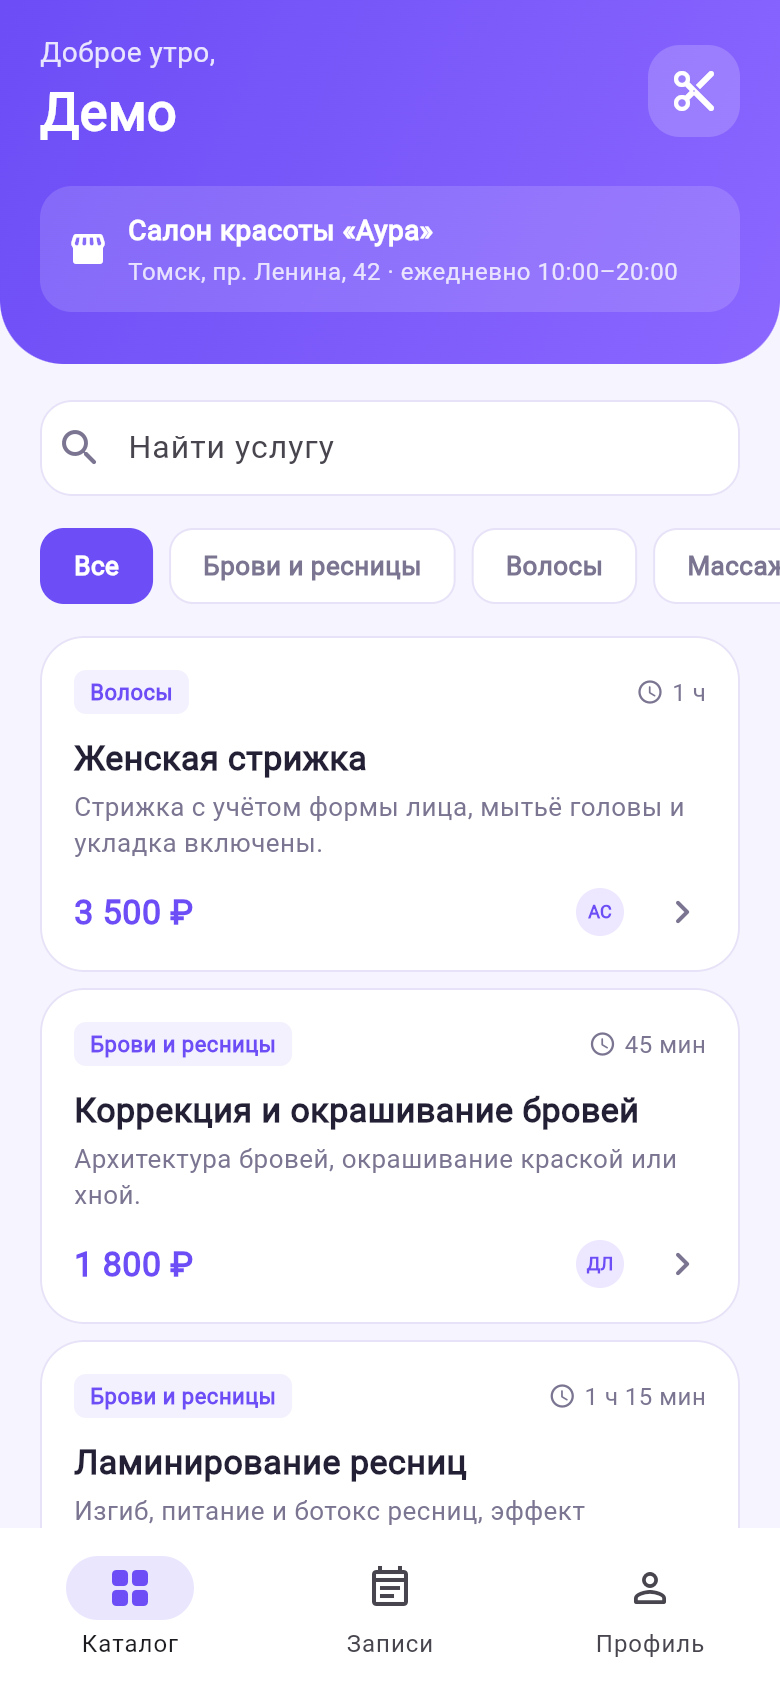 Доброе утро,
Демо
Салон красоты «Аура»
Томск, пр. Ленина, 42 · ежедневно 10:00–20:00
Найти услугу
Все
Брови и ресницы
Волосы
Массаж
Волосы
1 ч
Женская стрижка
Стрижка с учётом формы лица, мытьё головы и
укладка включены.
3 500 ₽
АС
Брови и ресницы
45 мин
Коррекция и окрашивание бровей
Архитектура бровей, окрашивание краской или
хной.
1 800 ₽
ДЛ
Брови и ресницы
1 ч 15 мин
Ламинирование ресниц
Изгиб, питание и ботокс ресниц, эффект
Каталог
Записи
Профиль